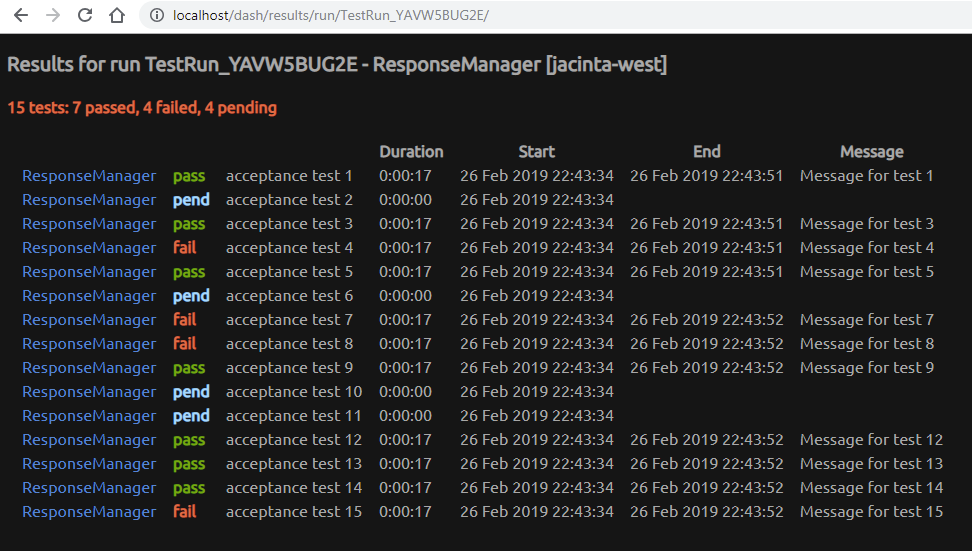 localhost/dash/results/run/TestRun_YAVW5BUG2E/
Results for run TestRun_YAVW5BUG2E - ResponseManager [jacinta-west]
15 tests: 7 passed, 4 failed, 4 pending
Duration Start End Message
ResponseManager pass acceptance test 1 0:00:17 26 Feb 2019 22:43:34 26 Feb 2019 22:43:51 Message for test 1
ResponseManager pend acceptance test 2 0:00:00 26 Feb 2019 22:43:34
ResponseManager pass acceptance test 3 0:00:17 26 Feb 2019 22:43:34 26 Feb 2019 22:43:51 Message for test 3
ResponseManager fail acceptance test 4 0:00:17 26 Feb 2019 22:43:34 26 Feb 2019 22:43:51 Message for test 4
ResponseManager pass acceptance test 5 0:00:17 26 Feb 2019 22:43:34 26 Feb 2019 22:43:51 Message for test 5
ResponseManager pend acceptance test 6 0:00:00 26 Feb 2019 22:43:34
ResponseManager fail acceptance test 7 0:00:17 26 Feb 2019 22:43:34 26 Feb 2019 22:43:52 Message for test 7
ResponseManager fail acceptance test 8 0:00:17 26 Feb 2019 22:43:34 26 Feb 2019 22:43:52 Message for test 8
ResponseManager pass acceptance test 9 0:00:17 26 Feb 2019 22:43:34 26 Feb 2019 22:43:52 Message for test 9
ResponseManager pend acceptance test 10 0:00:00 26 Feb 2019 22:43:34
ResponseManager pend acceptance test 11 0:00:00 26 Feb 2019 22:43:34
ResponseManager pass acceptance test 12 0:00:17 26 Feb 2019 22:43:34 26 Feb 2019 22:43:52 Message for test 12
ResponseManager pass acceptance test 13 0:00:17 26 Feb 2019 22:43:34 26 Feb 2019 22:43:52 Message for test 13
ResponseManager pass acceptance test 14 0:00:17 26 Feb 2019 22:43:34 26 Feb 2019 22:43:52 Message for test 14
ResponseManager fail acceptance test 15 0:00:17 26 Feb 2019 22:43:34 26 Feb 2019 22:43:52 Message for test 15